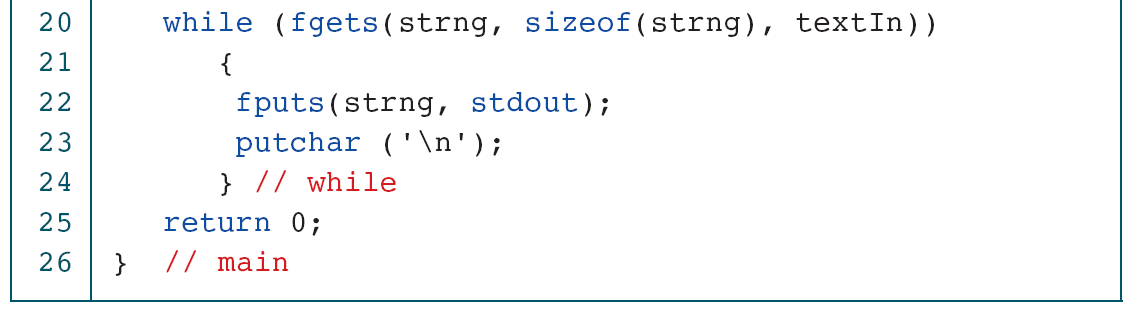 20 while (fgets(strng, sizeof(strng), textIn))
21 {
22 fputs(strng, stdout);
23 putchar ('\n');
24 } // while
25 return 0;
26 } // main